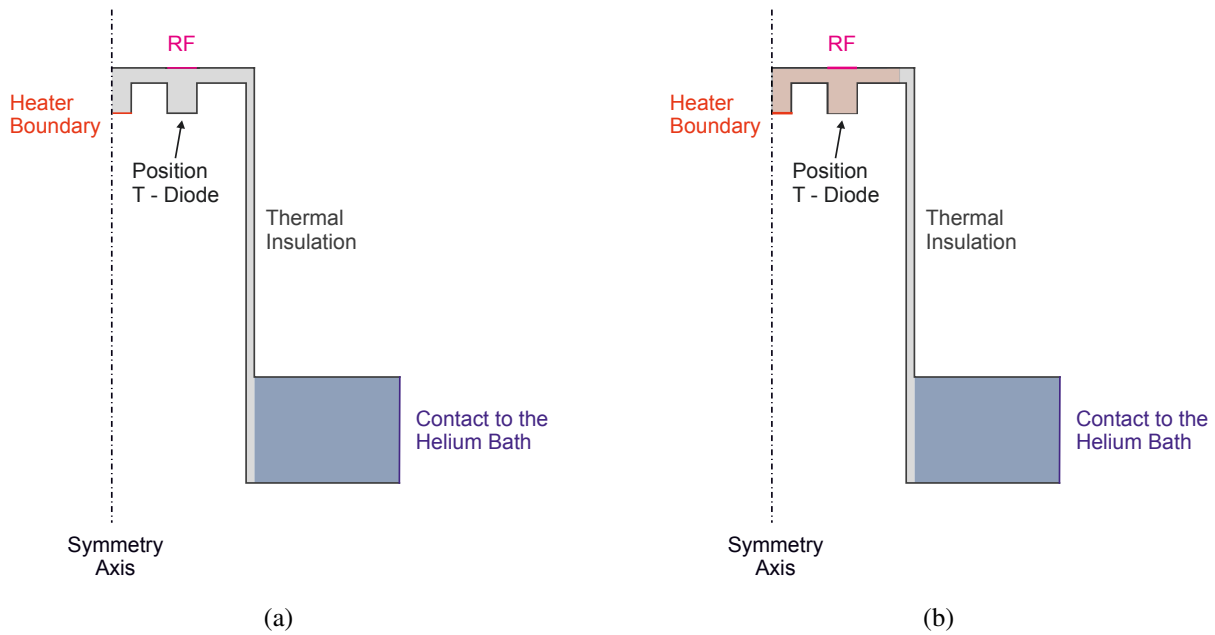 RF
Heater
Boundary
Position
T - Diode
Thermal
Insulation
Contact to the
Helium Bath
Symmetry
Axis
(a)
RF
Heater
Boundary
Position
T - Diode
Thermal
Insulation
Contact to the
Helium Bath
Symmetry
Axis
(b)